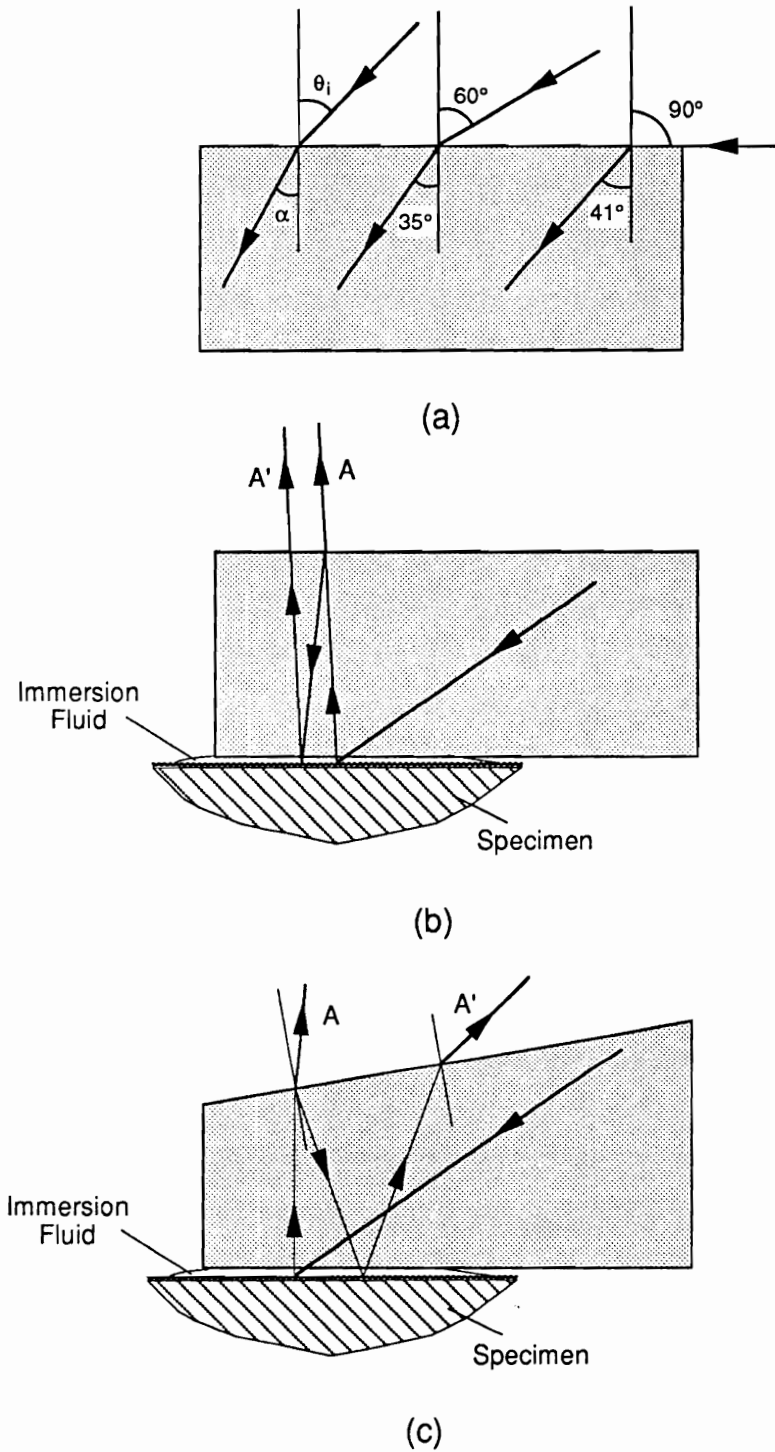 θi
60°
90°
α
35°
41°
(a)
A'
A
Immersion
Fluid
Specimen
(b)
A
A'
Immersion
Fluid
Specimen
(c)